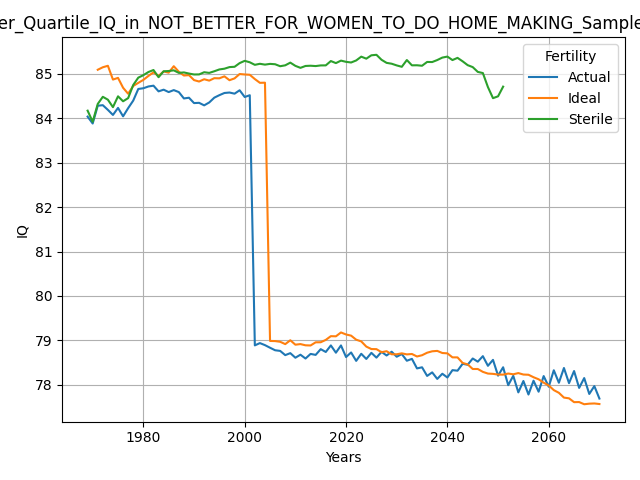 er_Quartile_IQ_in_NOT_BETTER_FOR_WOMEN_TO_DO_HOME_MAKING_Sample
Fertility
Actual
Ideal
Sterile
85
84
83
82
81
80
79
78
IQ
1980
2000
2020
2040
2060
Years